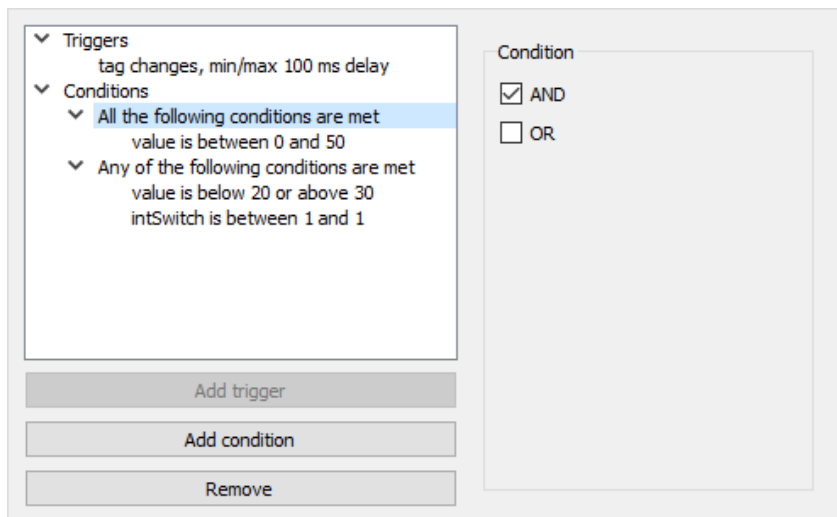 Triggers
tag changes, min/max 100 ms delay
Conditions
All the following conditions are met
value is between 0 and 50
Any of the following conditions are met
value is below 20 or above 30
intSwitch is between 1 and 1
Add trigger
Add condition
Remove
Condition
AND
OR